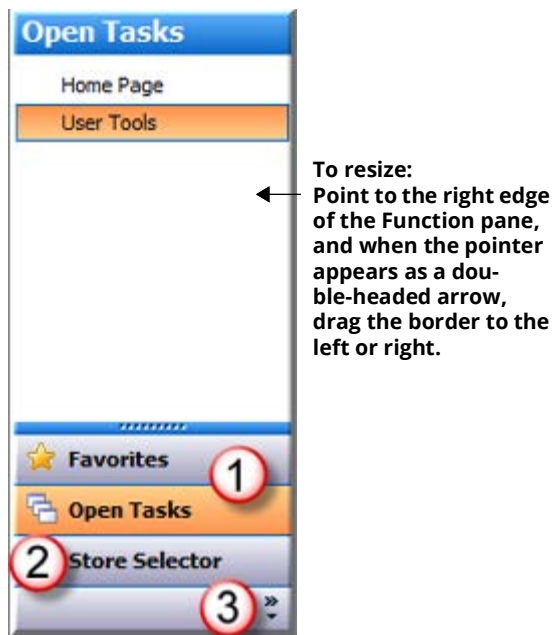 Open Tasks
Home Page
User Tools
To resize:
Point to the right edge
of the Function pane,
and when the pointer
appears as a dou-
ble-headed arrow,
drag the border to the
left or right.
Favorites
1
Open Tasks
2
Store Selector
3